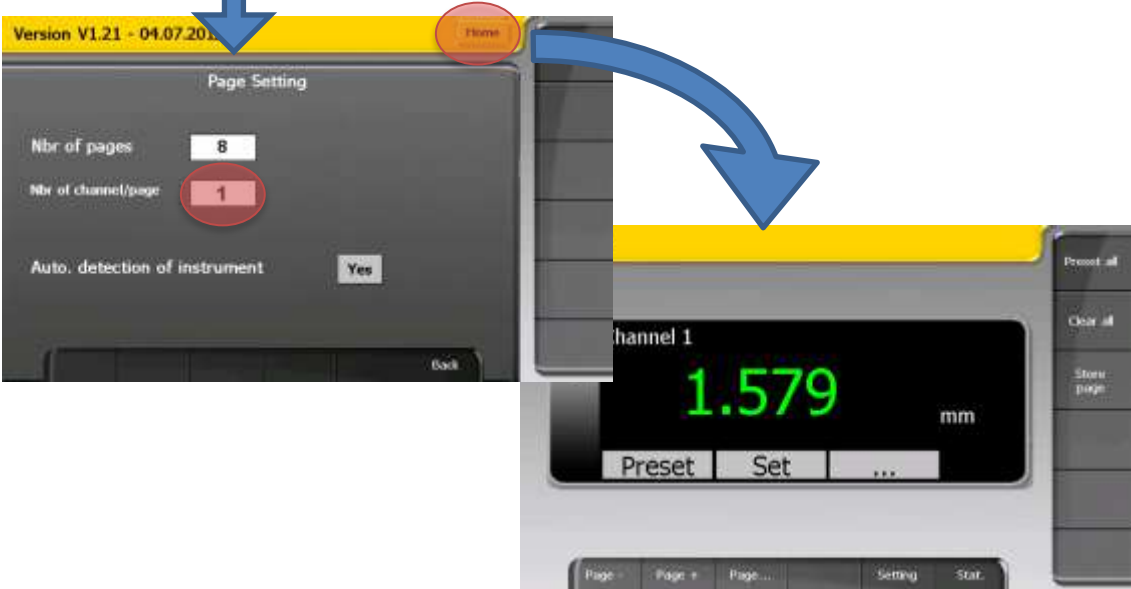 Version V1.21 - 04.07.20
Home
Page Setting
Nbr of pages
8
Nbr of channel/page
1
Auto. detection of instrument
Yes
Back
Preset all
Clear all
Store
page
hannel 1
1.579
mm
Preset
Set
...
Page -
Page +
Page...
Setting
Stat.